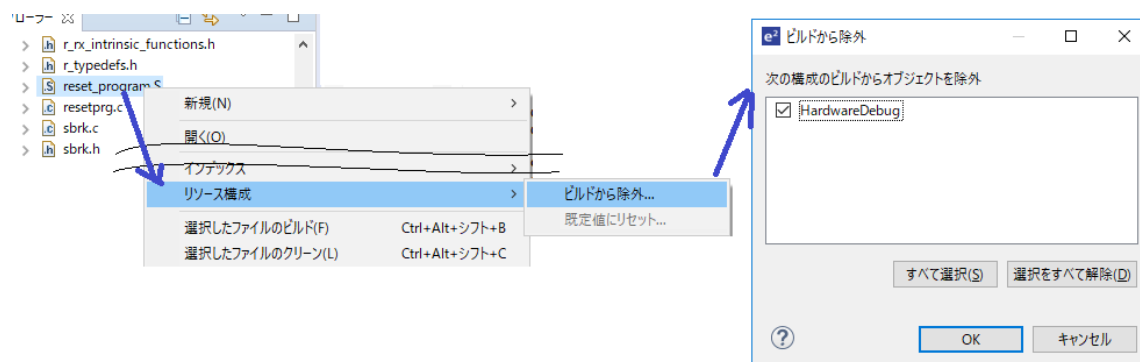 ローラー
r_rx_intrinsic_functions.h
r_typedefs.h
reset_program.S
resetprg.c
sbrk.c
sbrk.h
新規(N)
開く(O)
インデックス
リソース構成
選択したファイルのビルド(F) Ctrl+Alt+シフト+B
選択したファイルのクリーン(L) Ctrl+Alt+シフト+C
ビルドから除外...
既定値にリセット...
e² ビルドから除外
次の構成のビルドからオブジェクトを除外
HardwareDebug
すべて選択(S) 選択をすべて解除(D)
OK キャンセル